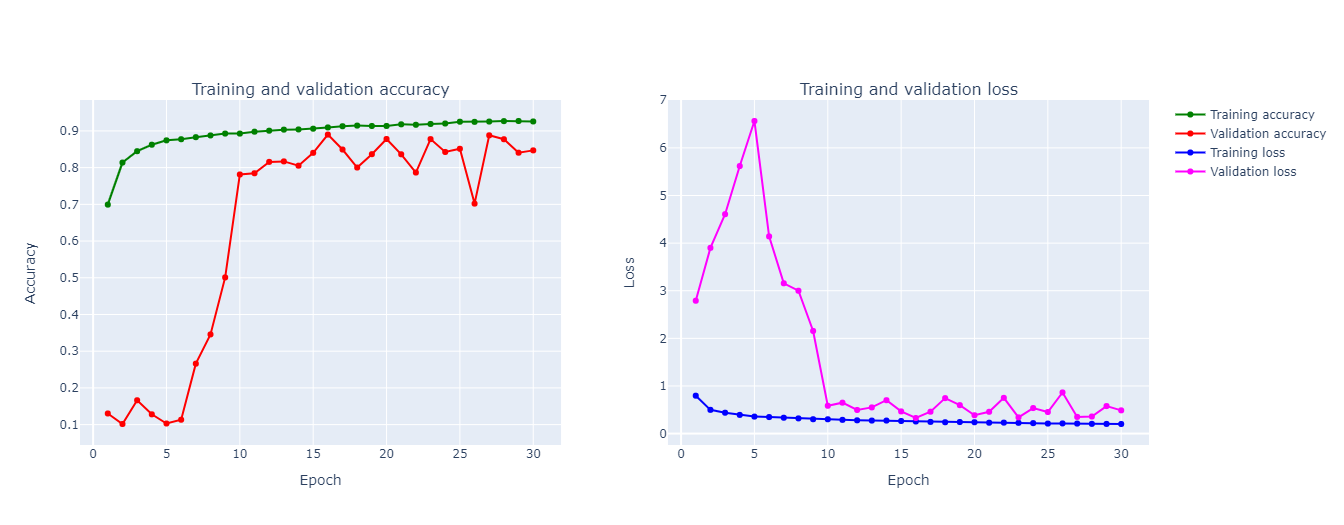 Training and validation accuracy
Accuracy
0.9
0.8
0.7
0.6
0.5
0.4
0.3
0.2
0.1
0 5 10 15 20 25 30
Epoch
Training and validation loss
Loss
7
6
5
4
3
2
1
0
0 5 10 15 20 25 30
Epoch
Training accuracy
Validation accuracy
Training loss
Validation loss